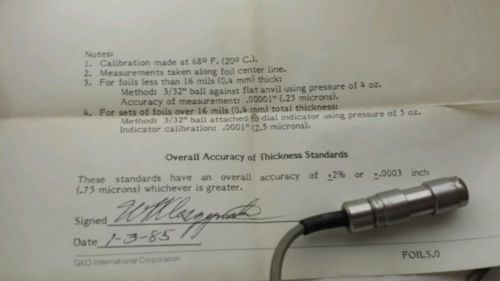 Notes:
1. Calibration made at 68º F. (20º C.).
2. Measurements taken along foil center line.
3. For foils less than 16 mils (0.4 mm) thick:
Method: 3/32" ball against flat anvil using pressure of 4 oz.
Accuracy of measurement: .00001" (.25 microns).
4. For sets of foils over 16 mils (0.4 mm) total thickness:
Method: 3/32" ball attached to dial indicator using pressure of 5 oz.
Indicator calibration: .0001" (2.5 microns).
Overall Accuracy of Thickness Standards
These standards have an overall accuracy of ±2% or ±.0003 inch
(.75 microns) whichever is greater.
Signed
Date 1-3-85
GEO International Corporation
FOILS.0